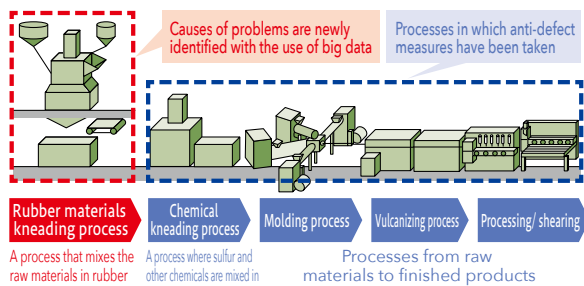 Causes of problems are newly
identified with the use of big data
Processes in which anti-defect
measures have been taken
Rubber materials
kneading process
Chemical
kneading process
Molding process
Vulcanizing process
Processing/ shearing
A process that mixes the
raw materials in rubber
A process where sulfur and
other chemicals are mixed in
Processes from raw
materials to finished products